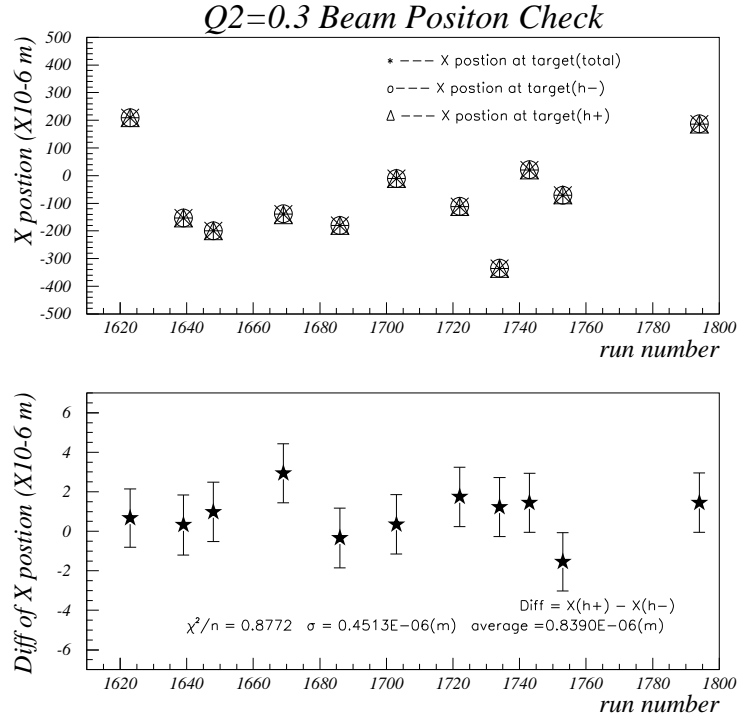 Q2=0.3 Beam Positon Check
X postion (X10-6 m)
500
400
300
200
100
0
-100
-200
-300
-400
-500
* --- X postion at target(total)
o--- X postion at target(h-)
Δ --- X postion at target(h+)
1620 1640 1660 1680 1700 1720 1740 1760 1780 1800
run number
Diff of X postion (X10-6 m)
6
4
2
0
-2
-4
-6
Diff = X(h+) - X(h-)
χ²/n = 0.8772 σ = 0.4513E-06(m) average =0.8390E-06(m)
1620 1640 1660 1680 1700 1720 1740 1760 1780 1800
run number